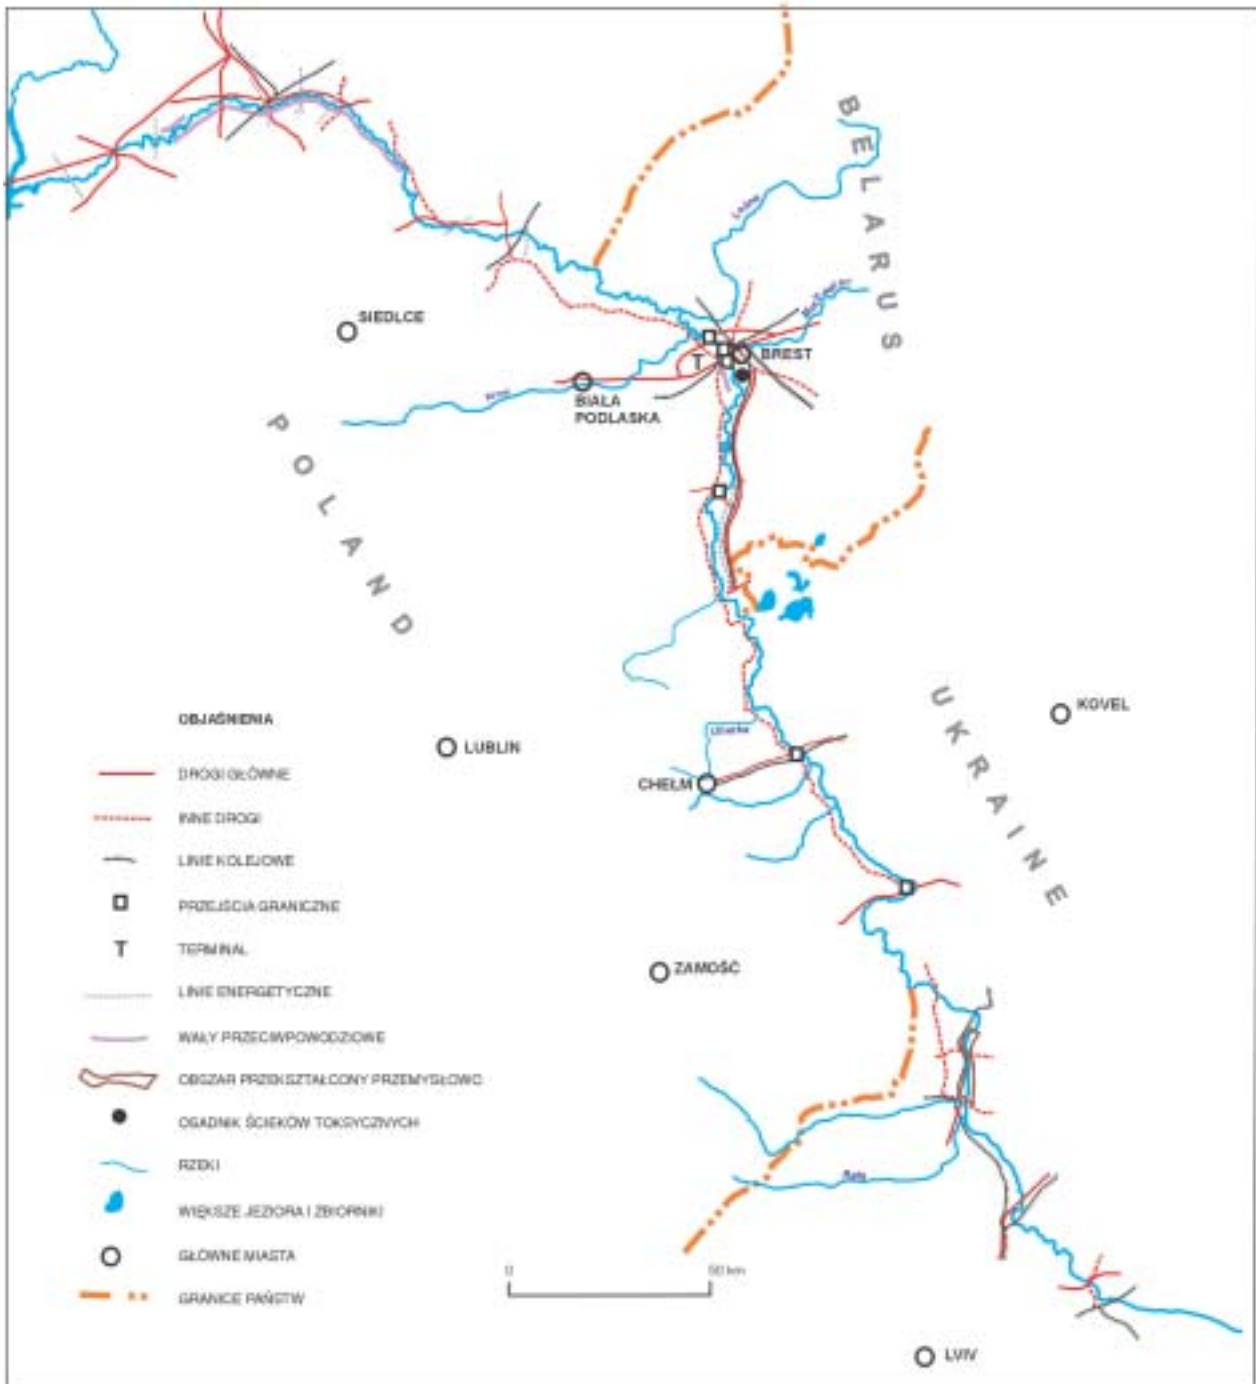 BELARUS
Leśna
SIEDLCE
BREST
T
BIAŁA
PODLASKA
POLAND
UKRAINE
KOVEL
OBJAŚNIENIA
LUBLIN
DROGI GŁÓWNE
CHEŁM
INNE DROGI
LINIE KOLEJOWE
PRZEJŚCIA GRANICZNE
T
TERMINAL
ZAMOŚĆ
LINIE ENERGETYCZNE
WAŁY PRZECIWPOWODZIOWE
OBSZAR PRZEKSZTAŁCONY PRZEMYSŁOWO
OSADNIK ŚCIEKÓW TOKSYCZNYCH
RZEKI
WIĘKSZE JEZIORA I ZBIORNIKI
GŁÓWNE MIASTA
0
50 km
GRANICE PAŃSTW
LVIV